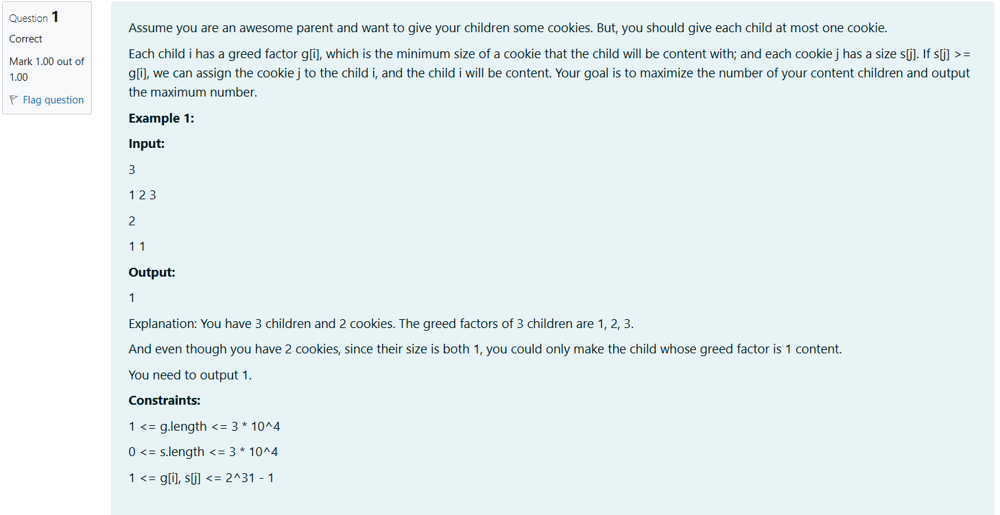 Question 1
Correct
Mark 1.00 out of
1.00
Flag question
Assume you are an awesome parent and want to give your children some cookies. But, you should give each child at most one cookie.
Each child i has a greed factor g[i], which is the minimum size of a cookie that the child will be content with; and each cookie j has a size s[j]. If s[j] >=
g[i], we can assign the cookie j to the child i, and the child i will be content. Your goal is to maximize the number of your content children and output
the maximum number.
Example 1:
Input:
3
1 2 3
2
1 1
Output:
1
Explanation: You have 3 children and 2 cookies. The greed factors of 3 children are 1, 2, 3.
And even though you have 2 cookies, since their size is both 1, you could only make the child whose greed factor is 1 content.
You need to output 1.
Constraints:
1 <= g.length <= 3 * 10^4
0 <= s.length <= 3 * 10^4
1 <= g[i], s[j] <= 2^31 - 1